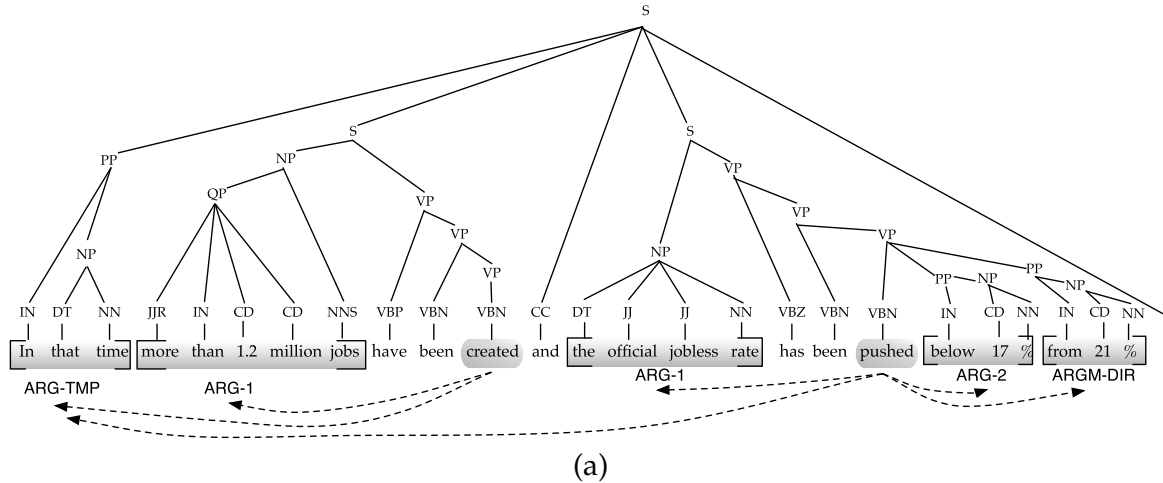 S
S S
PP NP VP
QP VP VP
VP VP
NP NP PP
VP PP NP NP
IN DT NN JJR IN CD CD NNS VBP VBN VBN CC DT JJ JJ NN VBZ VBN VBN IN CD NN IN CD NN
In that time more than 1.2 million jobs have been created and the official jobless rate has been pushed below 17 % from 21 %
ARG-TMP ARG-1 ARG-1 ARG-2 ARGM-DIR
(a)